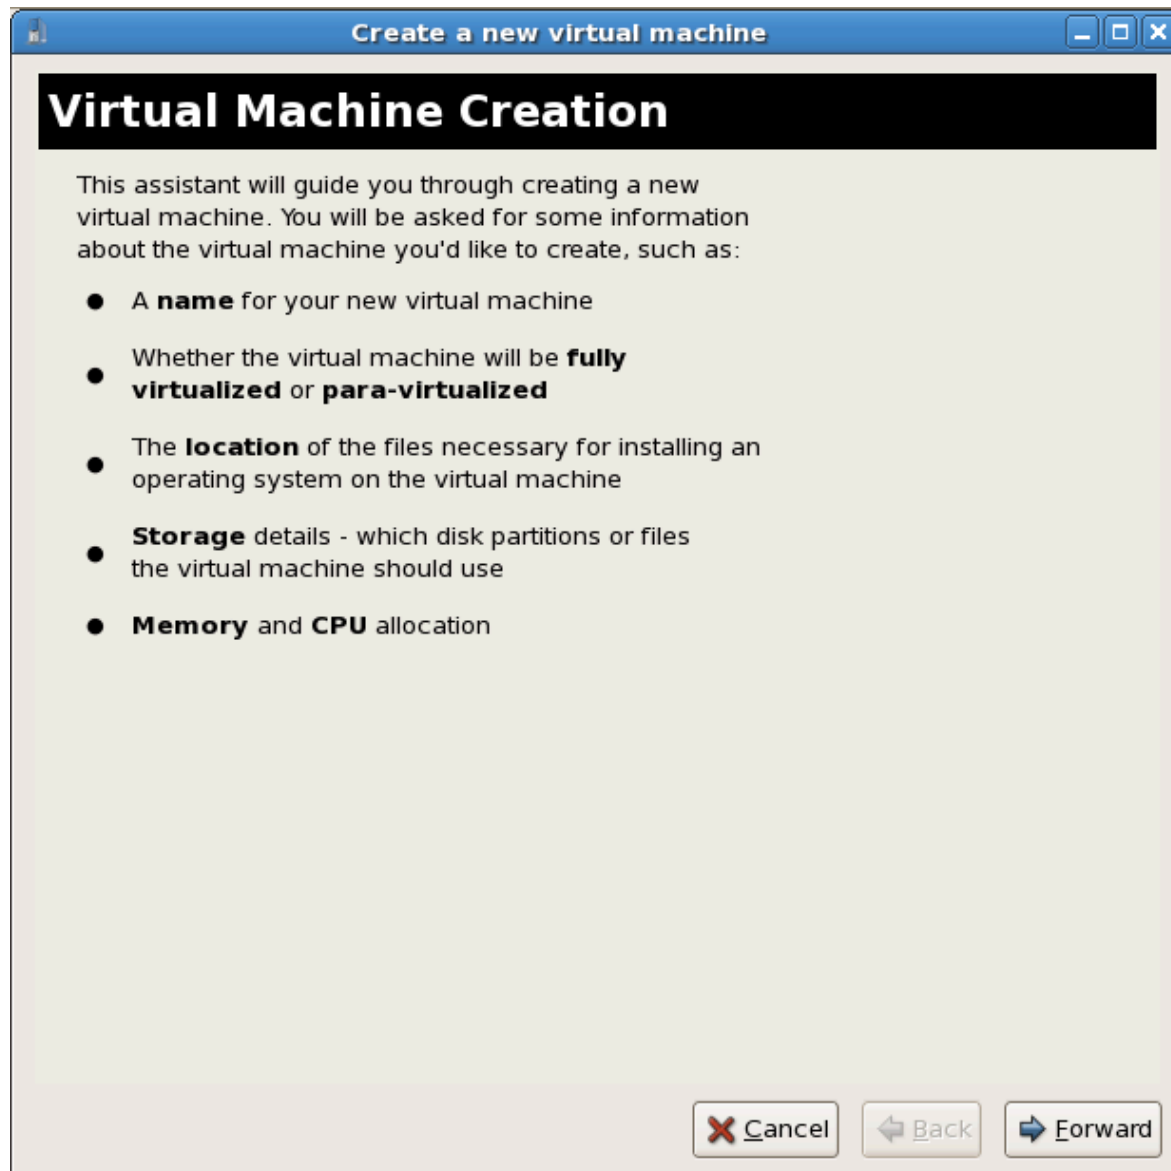 Create a new virtual machine
Virtual Machine Creation
This assistant will guide you through creating a new
virtual machine. You will be asked for some information
about the virtual machine you'd like to create, such as:
● A name for your new virtual machine
● Whether the virtual machine will be fully
virtualized or para-virtualized
● The location of the files necessary for installing an
operating system on the virtual machine
● Storage details - which disk partitions or files
the virtual machine should use
● Memory and CPU allocation
Cancel Back Forward